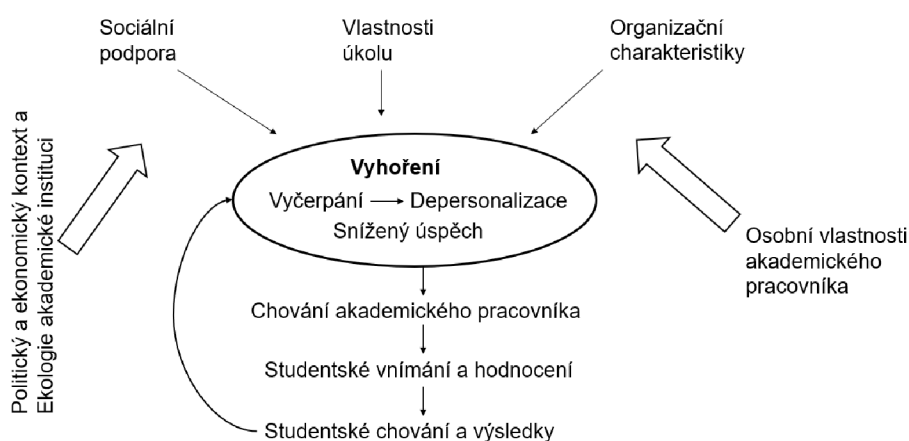 Sociální
podpora
Vlastnosti
úkolu
Organizační
charakteristiky
Politický a ekonomický kontext a
Ekologie akademické instituci
Vyhoření
Vyčerpání Depersonalizace
Snížený úspěch
Osobní vlastnosti
akademického
pracovníka
Chování akademického pracovníka
Studentské vnímání a hodnocení
Studentské chování a výsledky